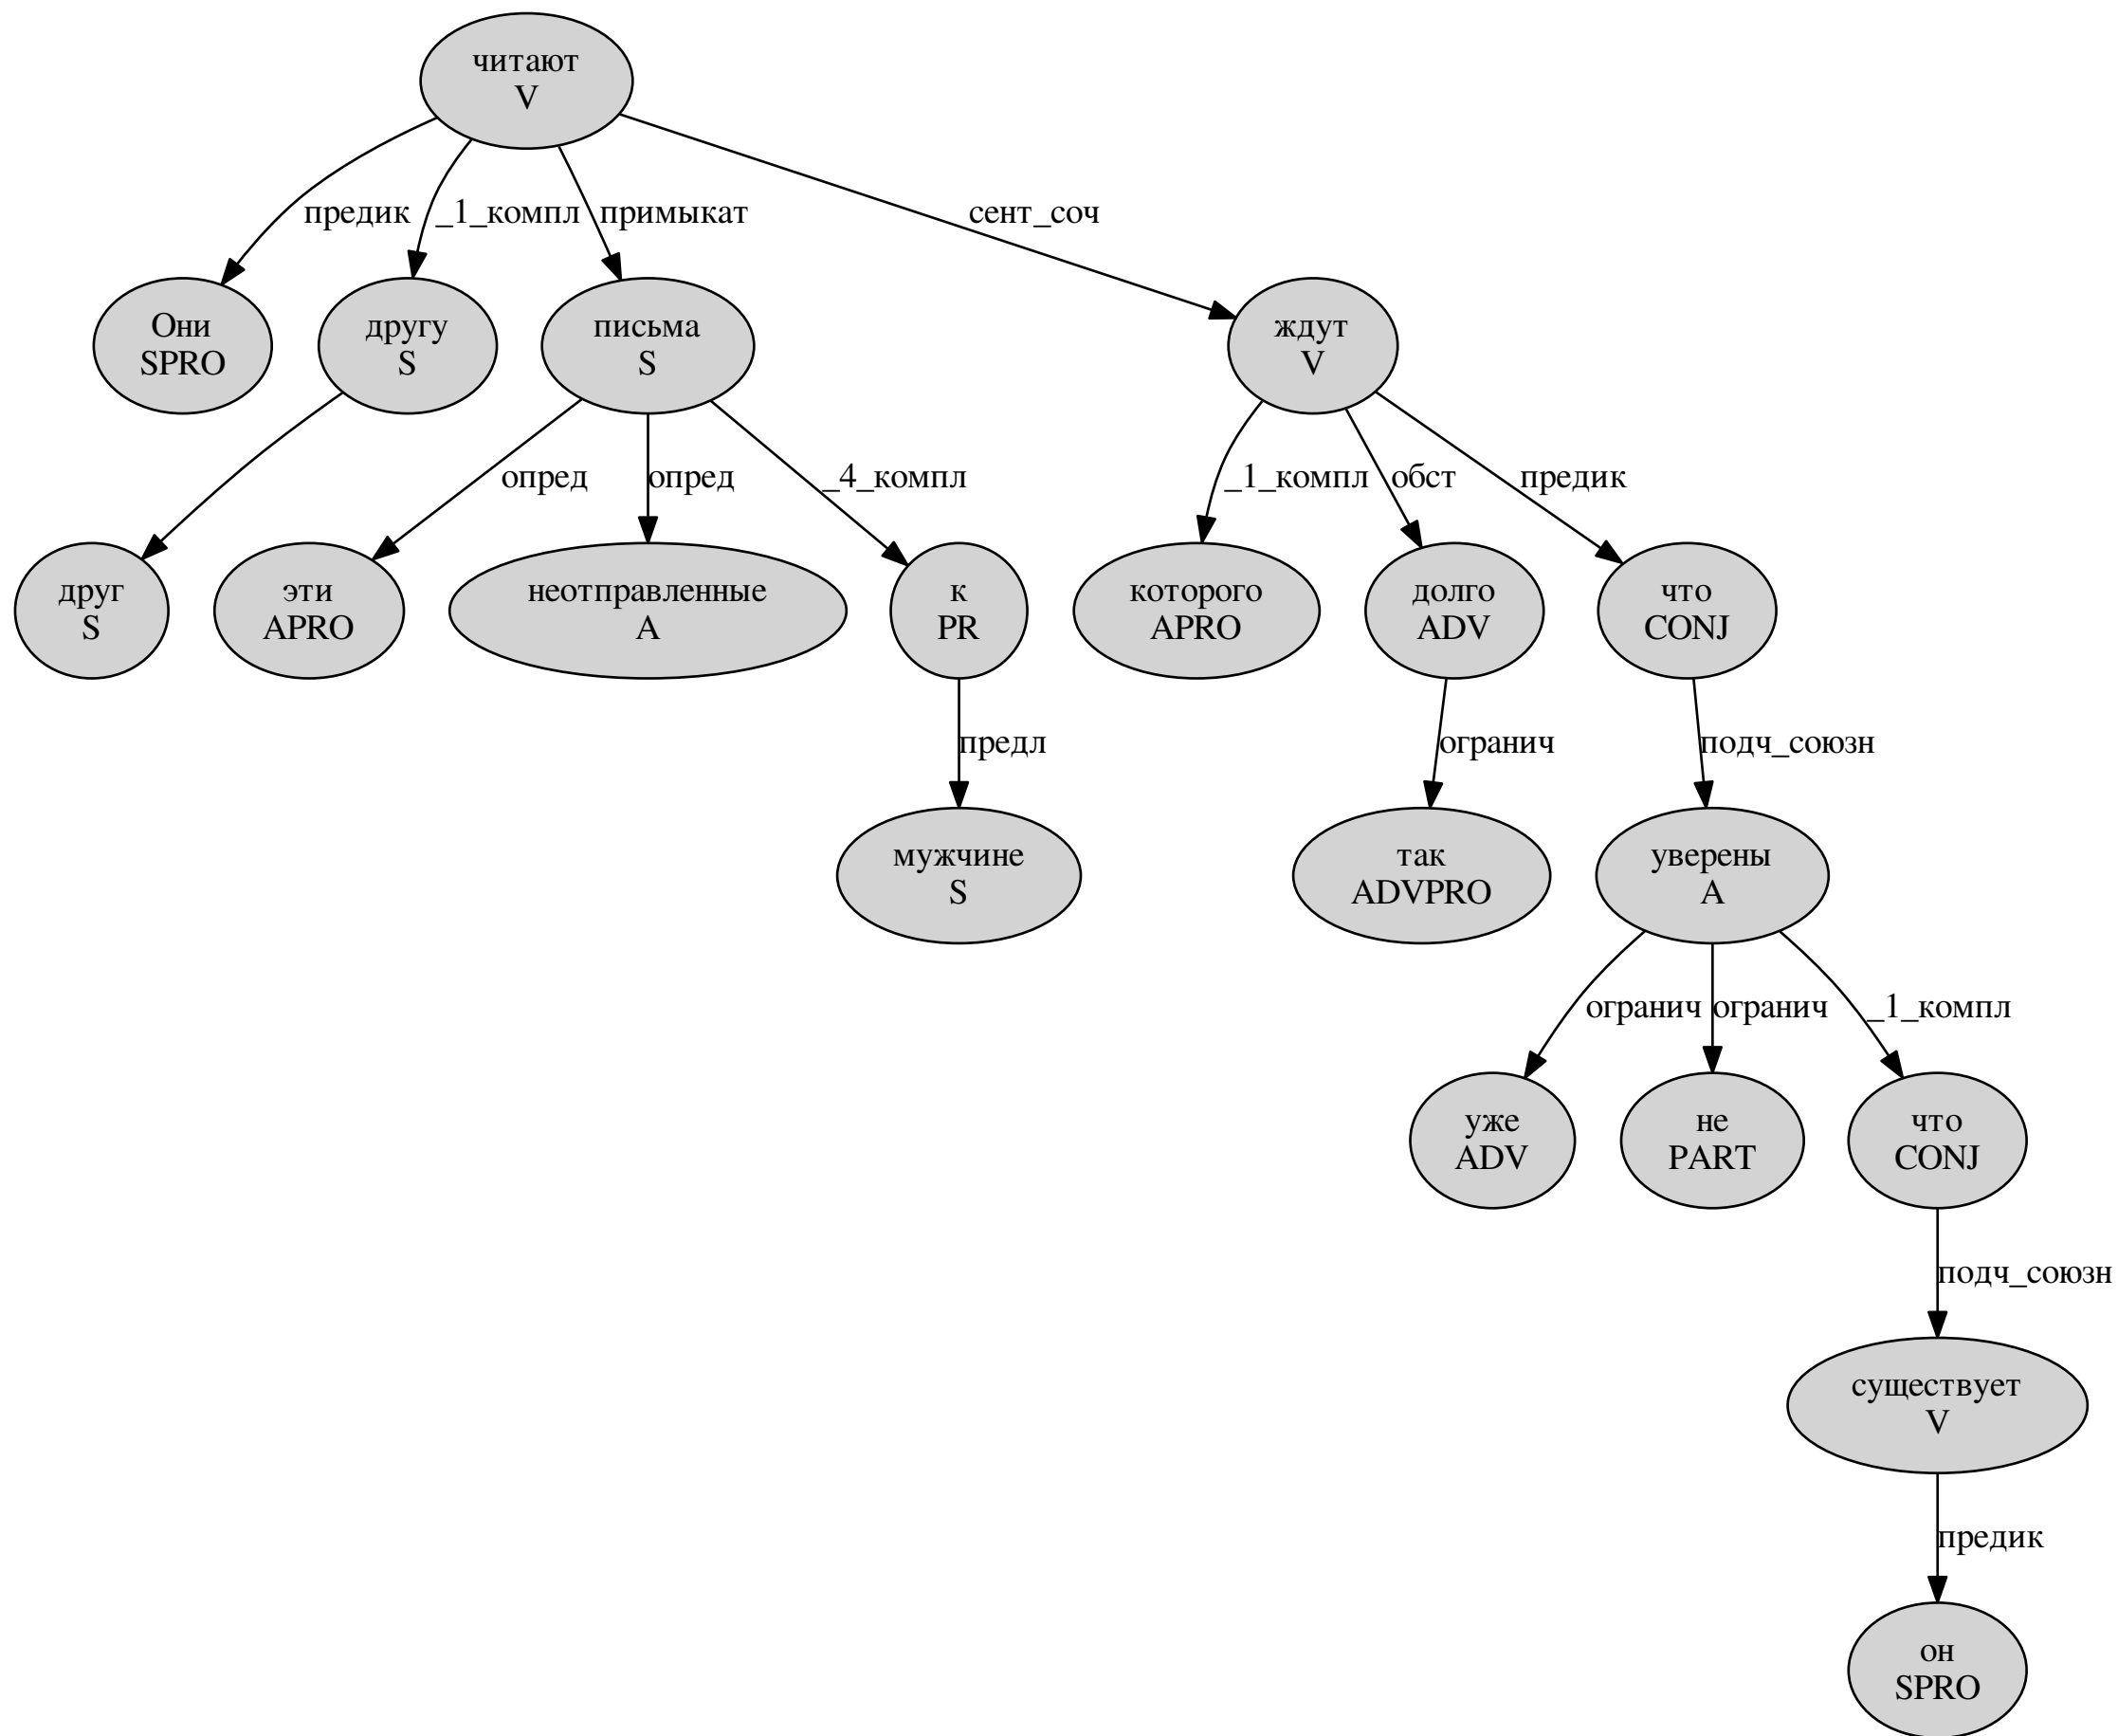 читают
V
предик
_1_компл
примыкат
сент_соч
Они
SPRO
другу
S
письма
S
ждут
V
опред
опред
_4_компл
_1_компл
обст
предик
друг
S
эти
APRO
неотправленные
A
к
PR
которого
APRO
долго
ADV
что
CONJ
предл
огранич
подч_союзн
мужчине
S
так
ADVPRO
уверены
A
огранич
огранич
_1_компл
уже
ADV
не
PART
что
CONJ
подч_союзн
существует
V
предик
он
SPRO